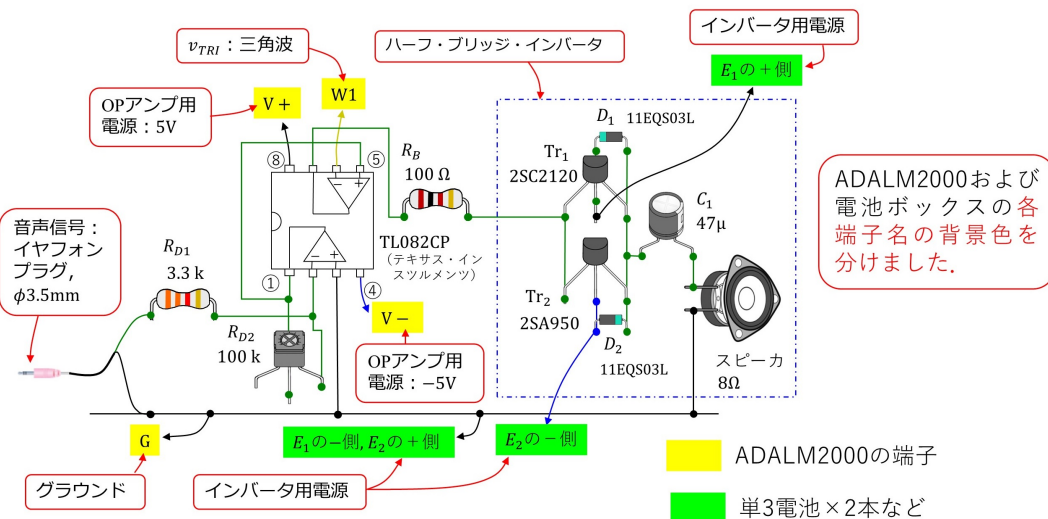 インバータ用電源
v_TRI：三角波
ハーフ・ブリッジ・インバータ
E₁の＋側
W1
OPアンプ用
電源：5V
V＋
D₁ 11EQS03L
⑧
⑤
R_B
100 Ω
Tr₁
2SC2120
C₁
47μ
ADALM2000および
電池ボックスの各
端子名の背景色を
分けました.
音声信号：
イヤフォン
プラグ,
φ3.5mm
− ＋
− ＋
R_D1
3.3 k
TL082CP
（テキサス・イン
スツルメンツ）
①
④
Tr₂
2SA950
V－
R_D2
100 k
D₂
11EQS03L
OPアンプ用
電源：−5V
スピーカ
8Ω
G
E₁の−側, E₂の＋側
E₂の－側
ADALM2000の端子
グラウンド
インバータ用電源
単3電池×2本など